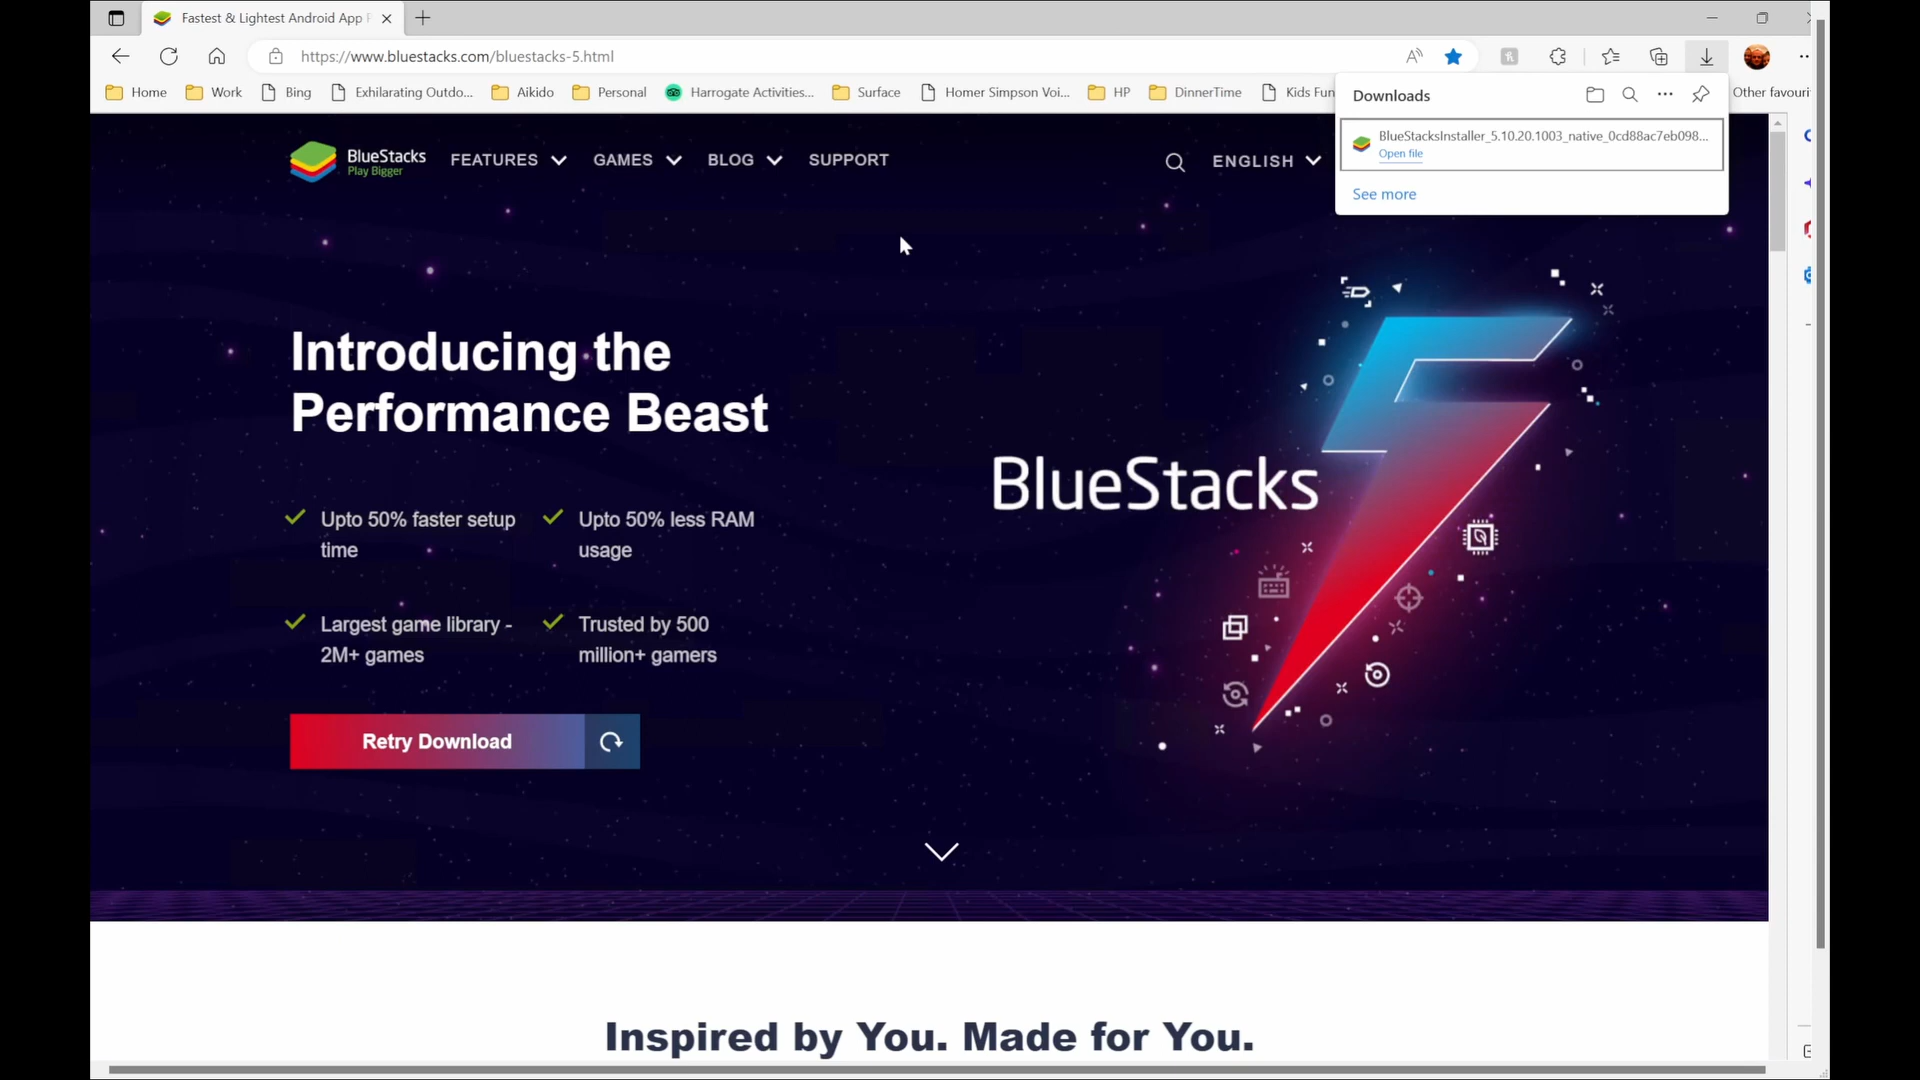 Fastest & Lightest Android App
https://www.bluestacks.com/bluestacks-5.html
Home Work Bing Exhilarating Outdo... Aikido Personal Harrogate Activities... Surface Homer Simpson Voi... HP DinnerTime Kids Fun Other favouri
Downloads
BlueStacksInstaller_5.10.20.1003_native_0cd88ac7eb098...
Open file
See more
BlueStacks
Play Bigger
FEATURES GAMES BLOG SUPPORT ENGLISH
Introducing the
Performance Beast
Upto 50% faster setup
time
Upto 50% less RAM
usage
Largest game library -
2M+ games
Trusted by 500
million+ gamers
Retry Download
BlueStacks 5
Inspired by You. Made for You.